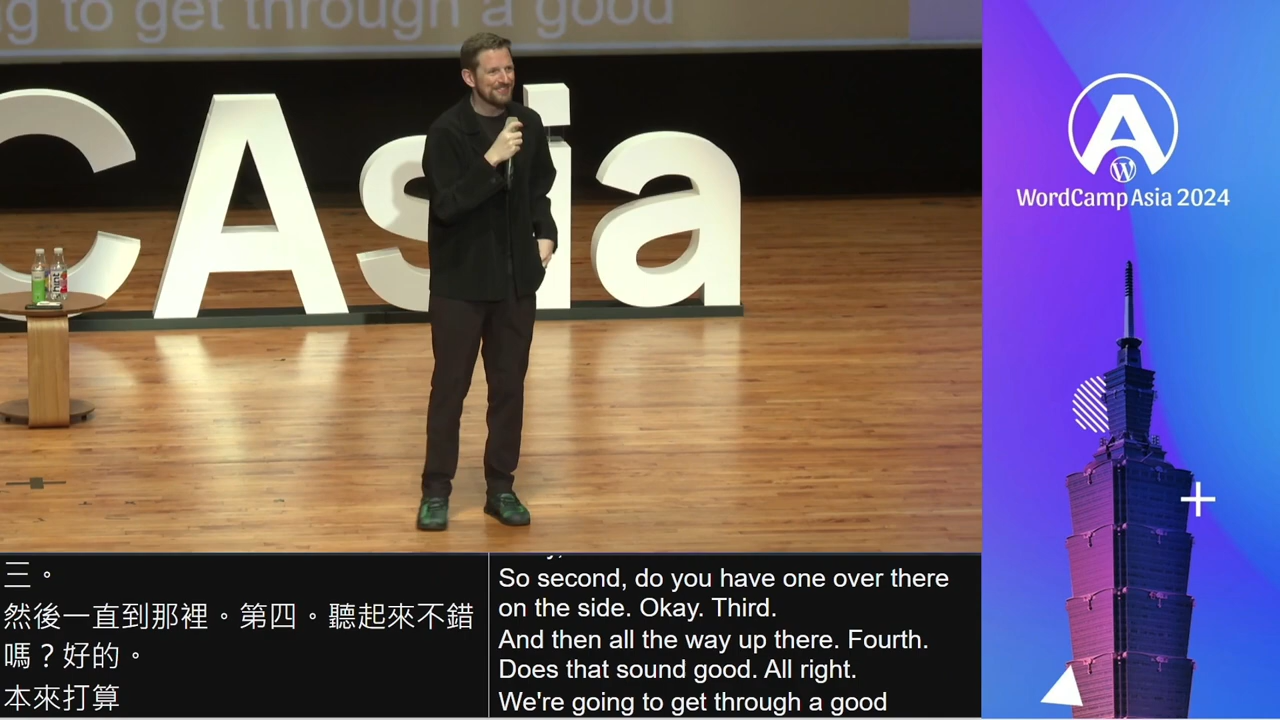 g to get through a good
CAsia
A
W
WordCamp Asia 2024
三。
然後一直到那裡。第四。聽起來不錯
嗎？好的。
本來打算
So second, do you have one over there
on the side. Okay. Third.
And then all the way up there. Fourth.
Does that sound good. All right.
We're going to get through a good